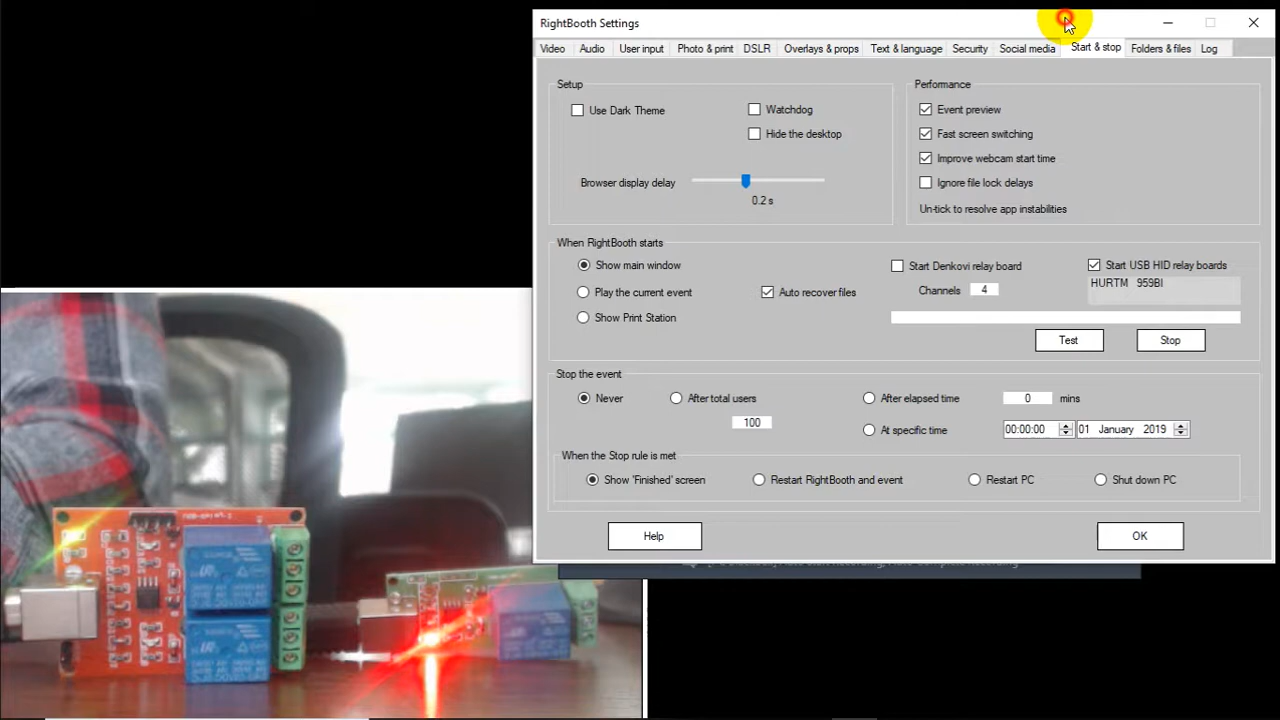 RightBooth Settings
Video Audio User input Photo & print DSLR Overlays & props Text & language Security Social media Start & stop Folders & files Log
Setup
Use Dark Theme
Watchdog
Hide the desktop
Browser display delay
0.2 s
Performance
Event preview
Fast screen switching
Improve webcam start time
Ignore file lock delays
Un-tick to resolve app instabilities
When RightBooth starts
Show main window
Play the current event
Auto recover files
Show Print Station
Start Denkovi relay board
Channels 4
Start USB HID relay boards
HURTM 959BI
Test Stop
Stop the event
Never
After total users
100
After elapsed time 0 mins
At specific time 00:00:00 01 January 2019
When the Stop rule is met
Show 'Finished' screen
Restart RightBooth and event
Restart PC
Shut down PC
Help OK